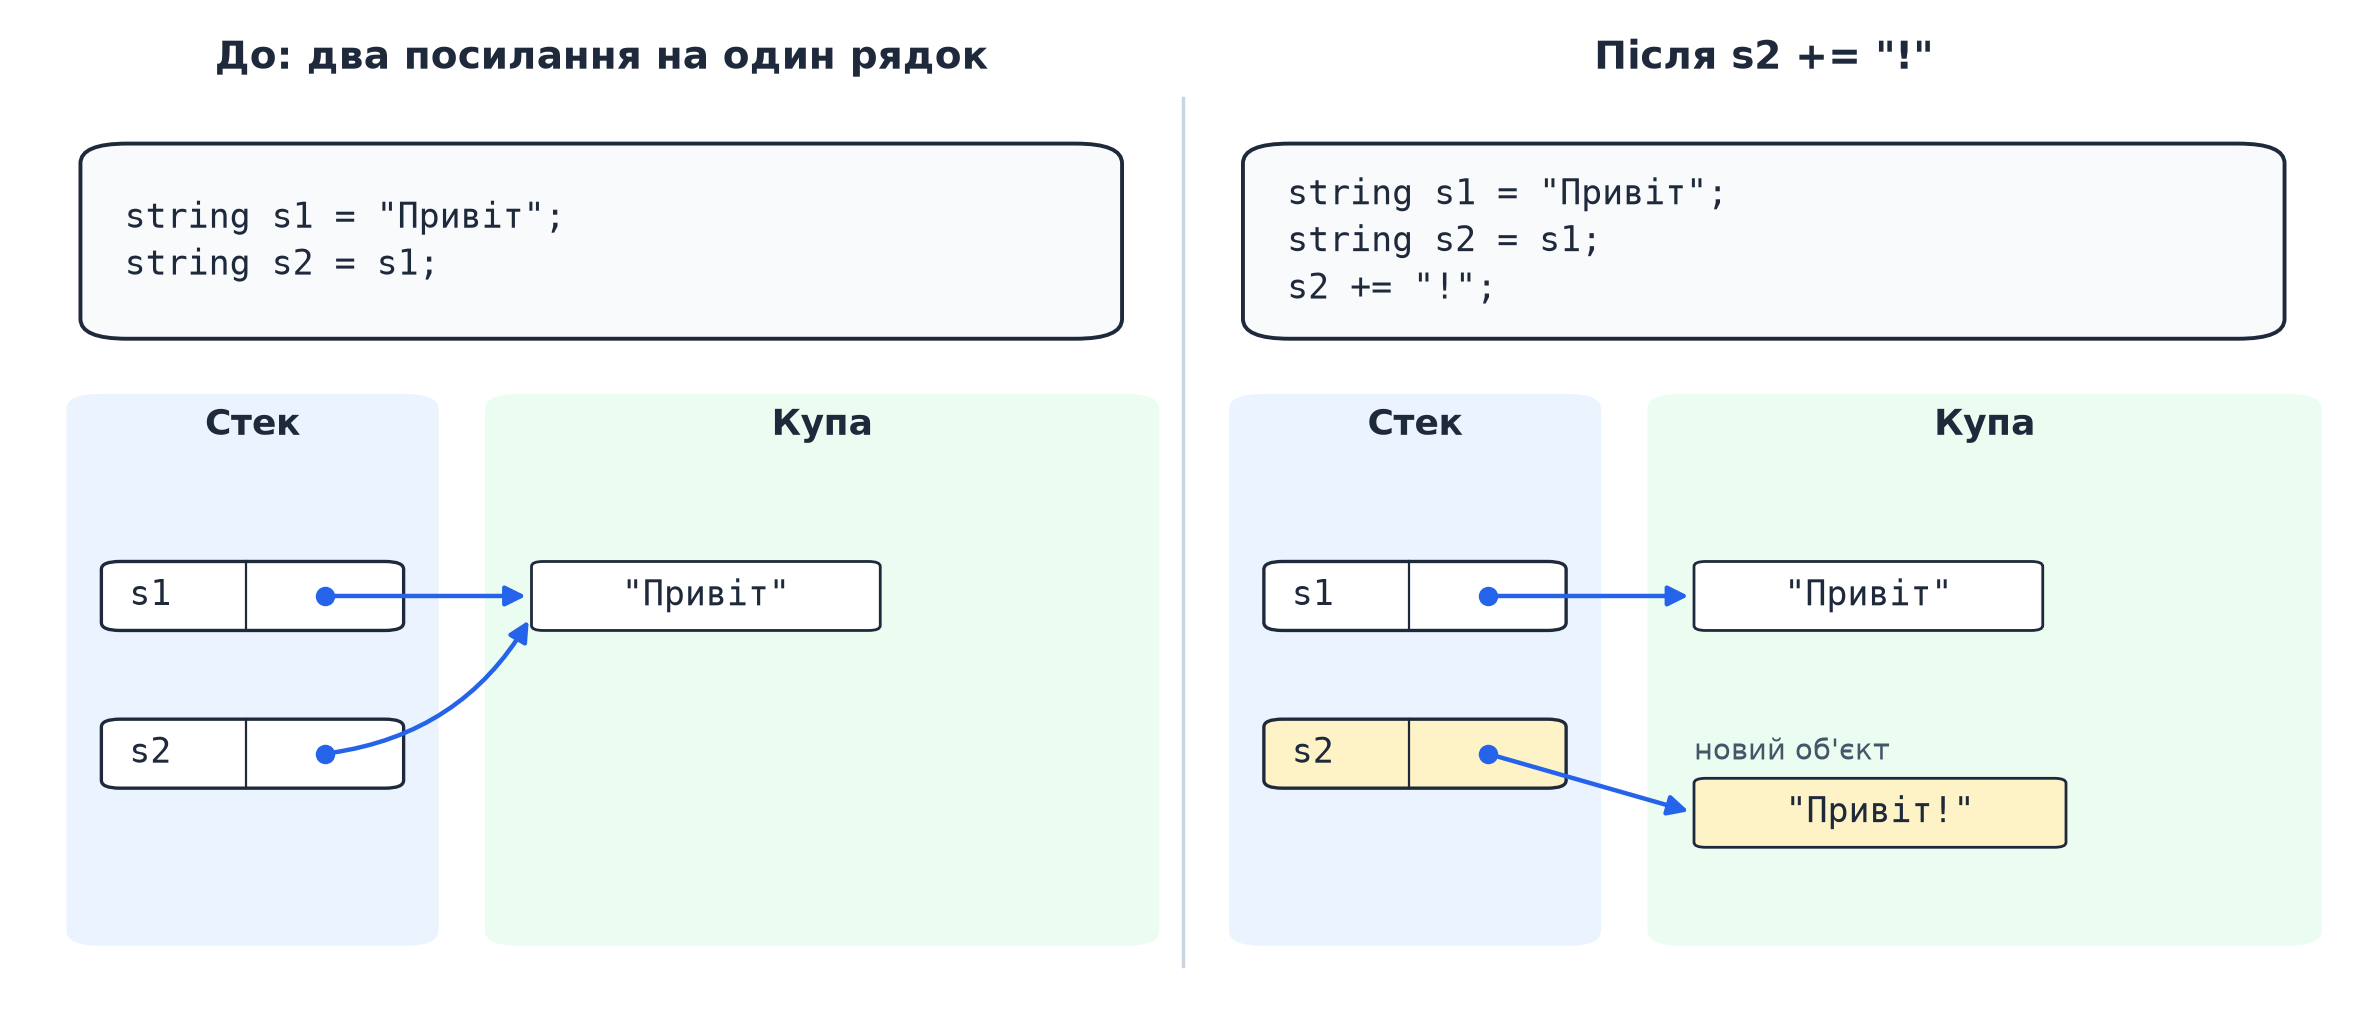 До: два посилання на один рядок
string s1 = "Привіт";
string s2 = s1;
Стек
Купа
s1
"Привіт"
s2
Після s2 += "!"
string s1 = "Привіт";
string s2 = s1;
s2 += "!";
Стек
Купа
s1
"Привіт"
s2
новий об'єкт
"Привіт!"